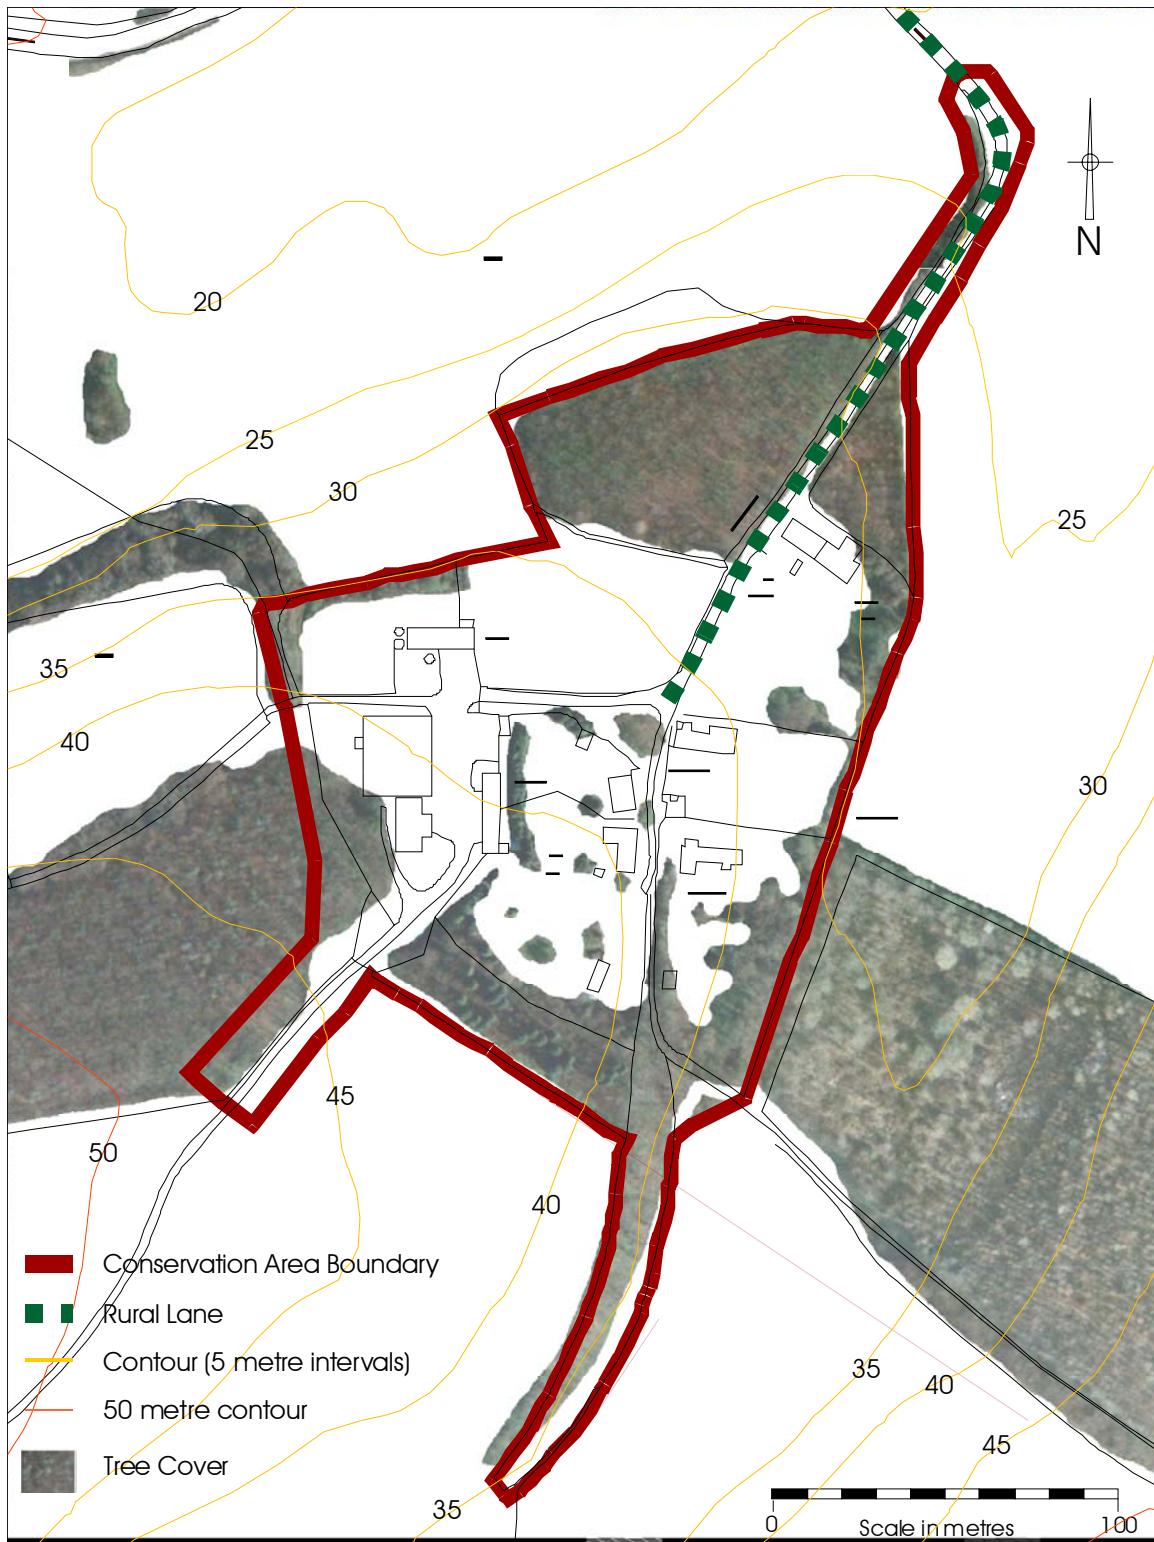 N
20
25
30
25
35
40
30
45
50
40
35
40
45
35
Conservation Area Boundary
Rural Lane
Contour (5 metre intervals)
50 metre contour
Tree Cover
0 100
Scale in metres